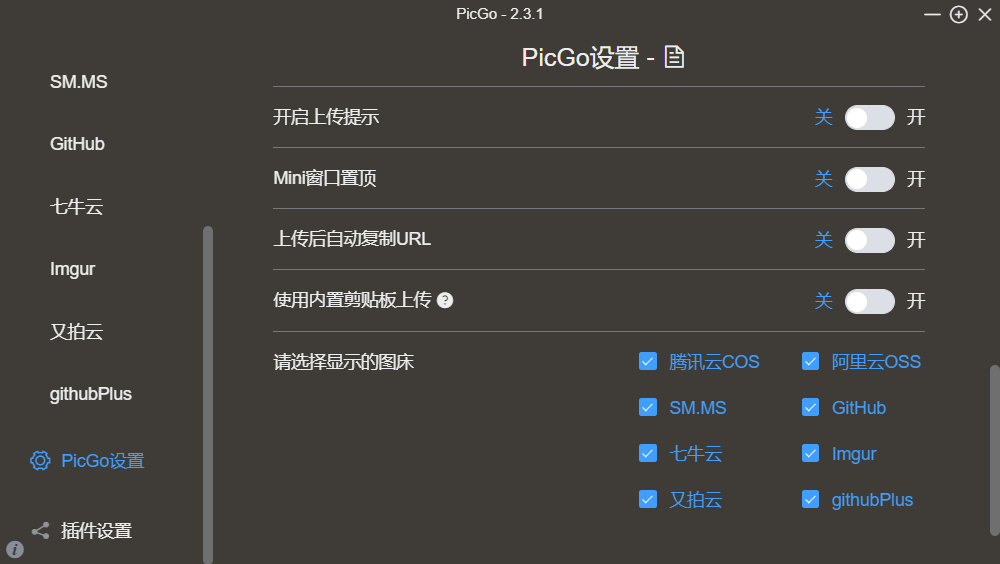 PicGo - 2.3.1
SM.MS
GitHub
七牛云
Imgur
又拍云
githubPlus
PicGo设置
插件设置
PicGo设置 -
开启上传提示 关 开
Mini窗口置顶 关 开
上传后自动复制URL 关 开
使用内置剪贴板上传 ? 关 开
请选择显示的图床 腾讯云COS 阿里云OSS
SM.MS GitHub
七牛云 Imgur
又拍云 githubPlus